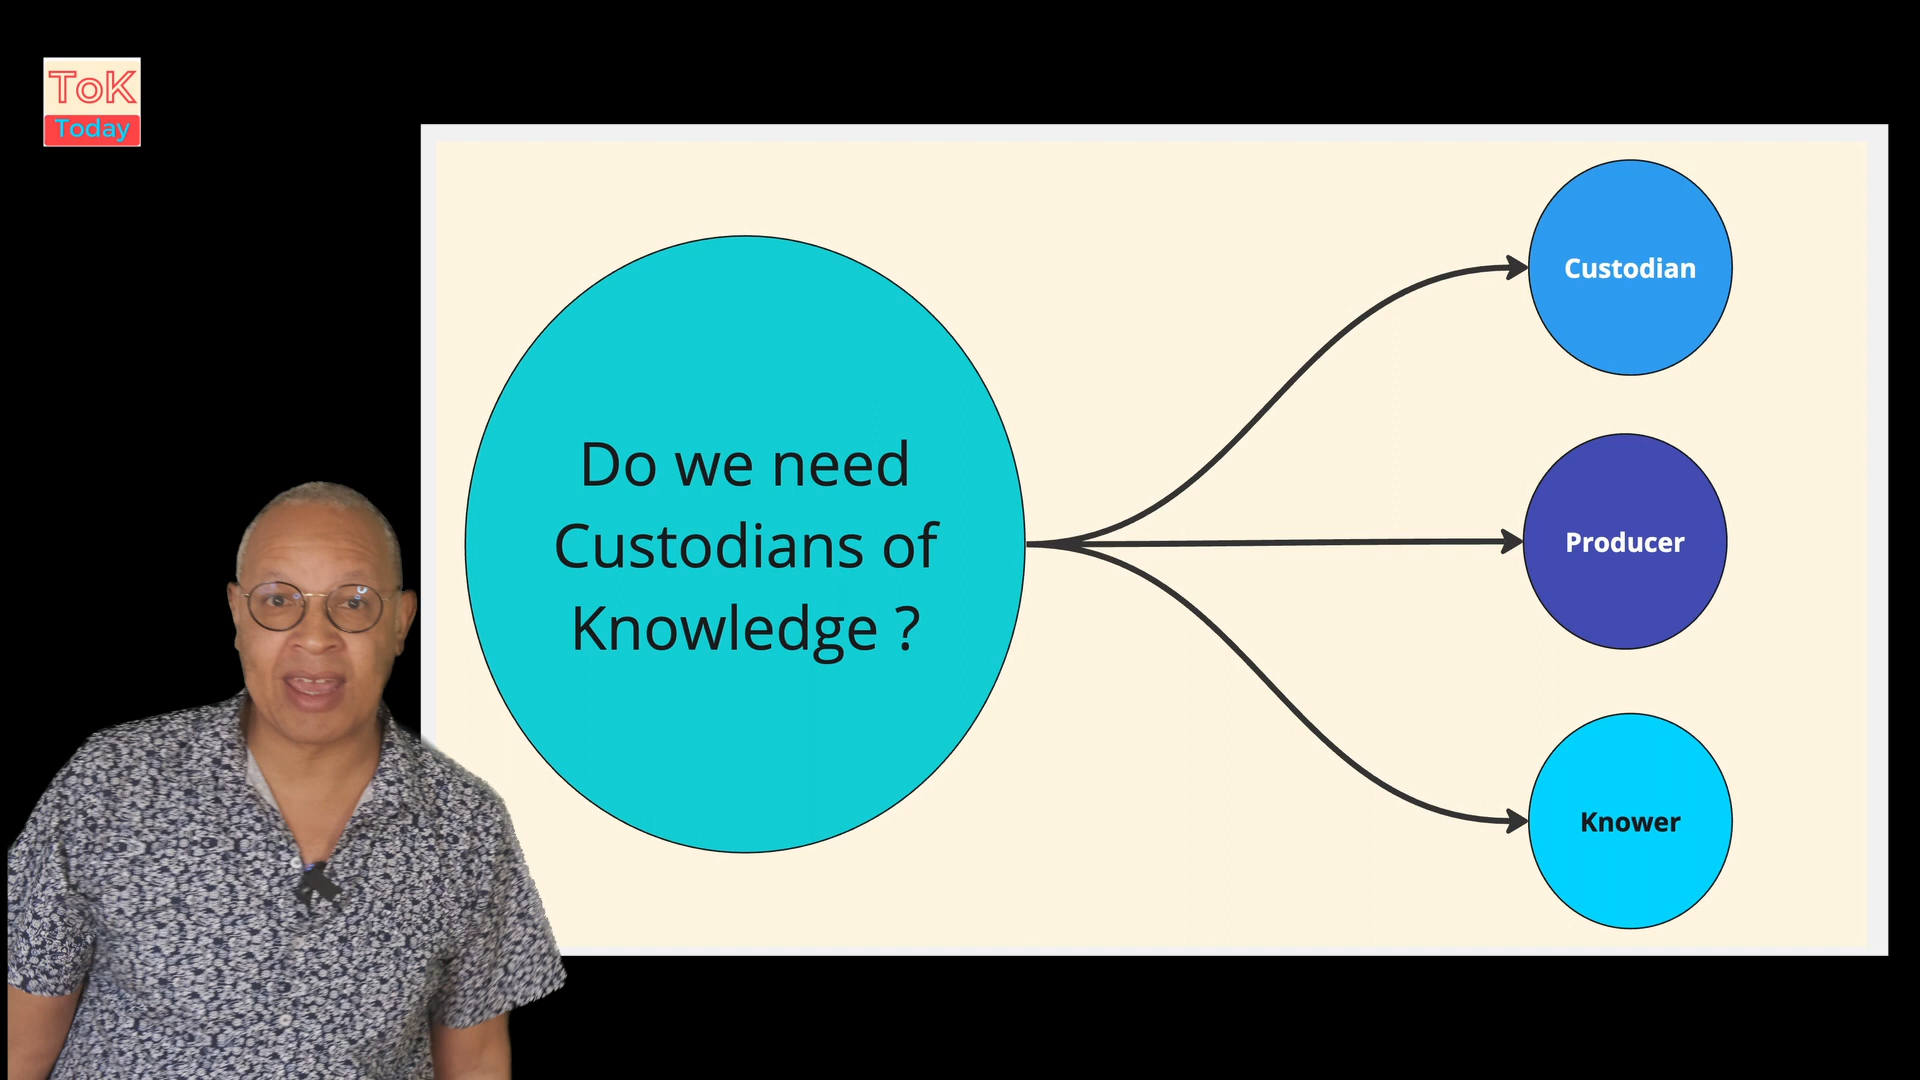 ToK
Today
Do we need
Custodians of
Knowledge ?
Custodian
Producer
Knower